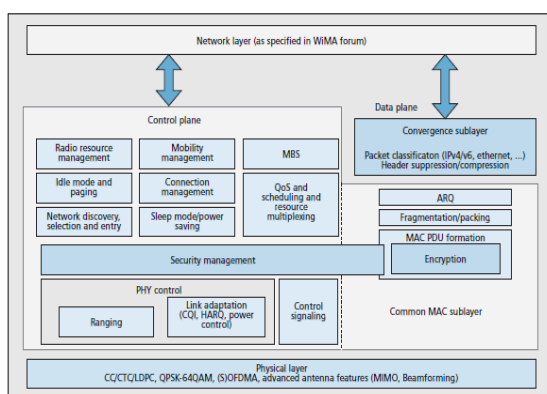 Network layer (as specified in WiMA forum)
Data plane
Control plane
Convergence sublayer
Packet classificaton (IPv4/v6, ethernet, ...)
Header suppression/compression
Radio resource
management
Mobility
management
MBS
Idle mode and
paging
Connection
management
QoS and
scheduling and
resource
multiplexing
Network discovery,
selection and entry
Sleep mode/power
saving
ARQ
Fragmentation/packing
MAC PDU formation
Security management
Encryption
PHY control
Ranging
Link adaptation
(CQI, HARQ, power
control)
Control
signaling
Common MAC sublayer
Physical layer
CC/CTC/LDPC, QPSK-64QAM, (S)OFDMA, advanced antenna features (MIMO, Beamforming)